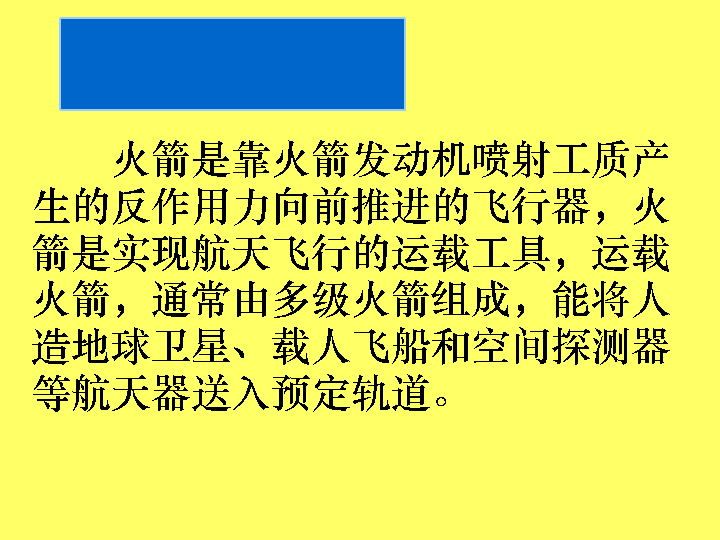 火箭是靠火箭发动机喷射工质产
生的反作用力向前推进的飞行器，火
箭是实现航天飞行的运载工具，运载
火箭，通常由多级火箭组成，能将人
造地球卫星、载人飞船和空间探测器
等航天器送入预定轨道。